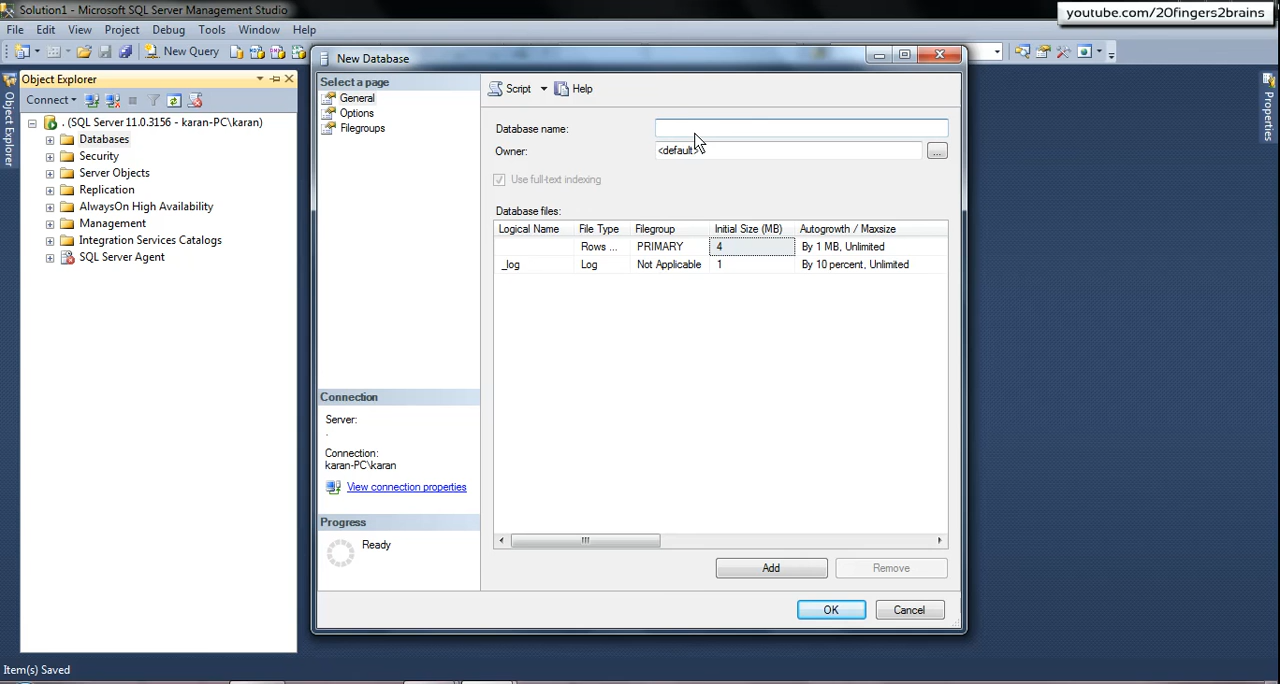 Solution1 - Microsoft SQL Server Management Studio
youtube.com/2Ofingers2brains
File Edit View Project Debug Tools Window Help
New Query
Object Explorer
Connect
. (SQL Server 11.0.3156 - karan-PC\karan)
Databases
Security
Server Objects
Replication
AlwaysOn High Availability
Management
Integration Services Catalogs
SQL Server Agent
Object Explorer
New Database
Select a page
General
Options
Filegroups
Script Help
Database name:
Owner: <default> ...
Use full-text indexing
Database files:
Logical Name File Type Filegroup Initial Size (MB) Autogrowth / Maxsize
Rows ... PRIMARY 4 By 1 MB, Unlimited
_log Log Not Applicable 1 By 10 percent, Unlimited
Connection
Server:
.
Connection:
karan-PC\karan
View connection properties
Progress
Ready
Add Remove
OK Cancel
Properties
Item(s) Saved